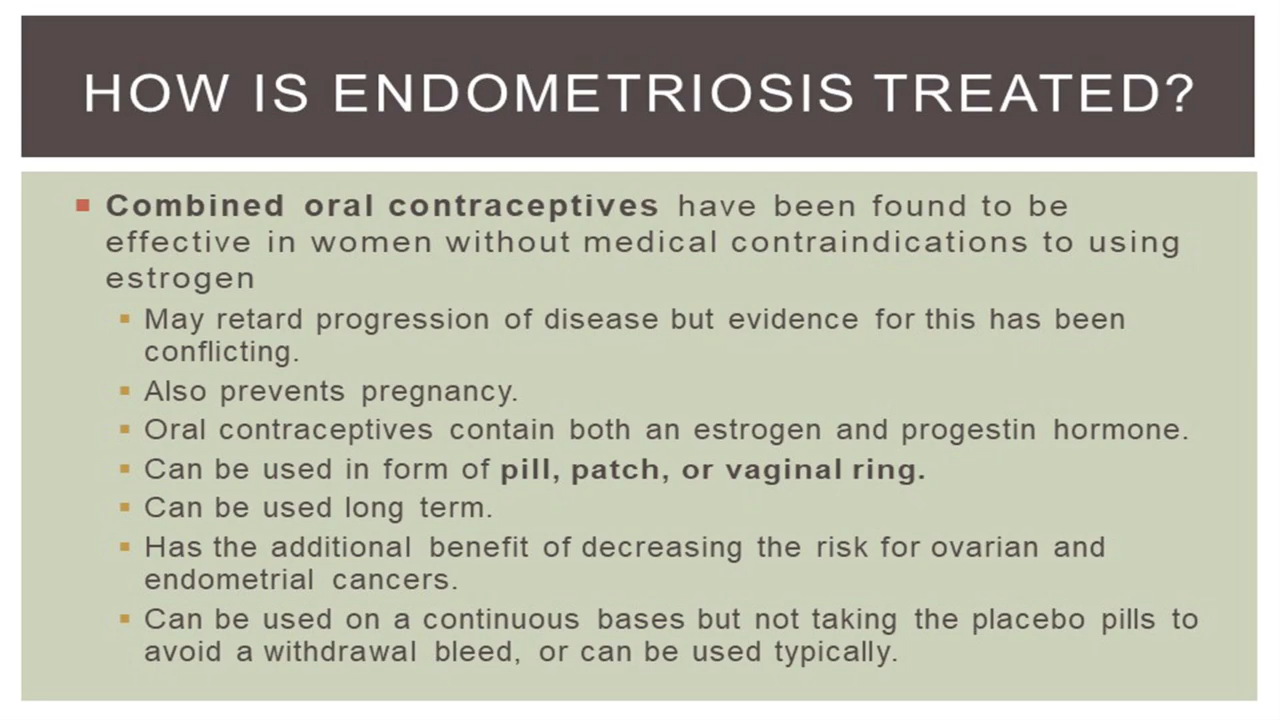 HOW IS ENDOMETRIOSIS TREATED?
Combined oral contraceptives have been found to be
effective in women without medical contraindications to using
estrogen
May retard progression of disease but evidence for this has been
conflicting.
Also prevents pregnancy.
Oral contraceptives contain both an estrogen and progestin hormone.
Can be used in form of pill, patch, or vaginal ring.
Can be used long term.
Has the additional benefit of decreasing the risk for ovarian and
endometrial cancers.
Can be used on a continuous bases but not taking the placebo pills to
avoid a withdrawal bleed, or can be used typically.